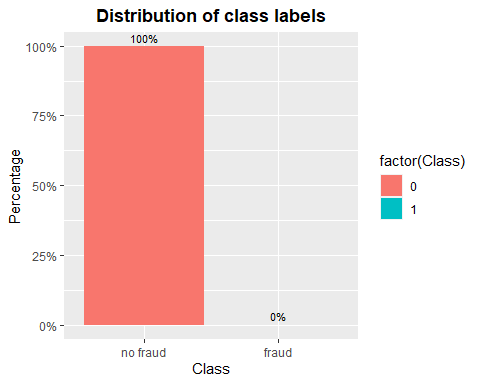 Distribution of class labels
100%
0%
100%
75%
50%
25%
0%
Percentage
no fraud
fraud
Class
factor(Class)
0
1